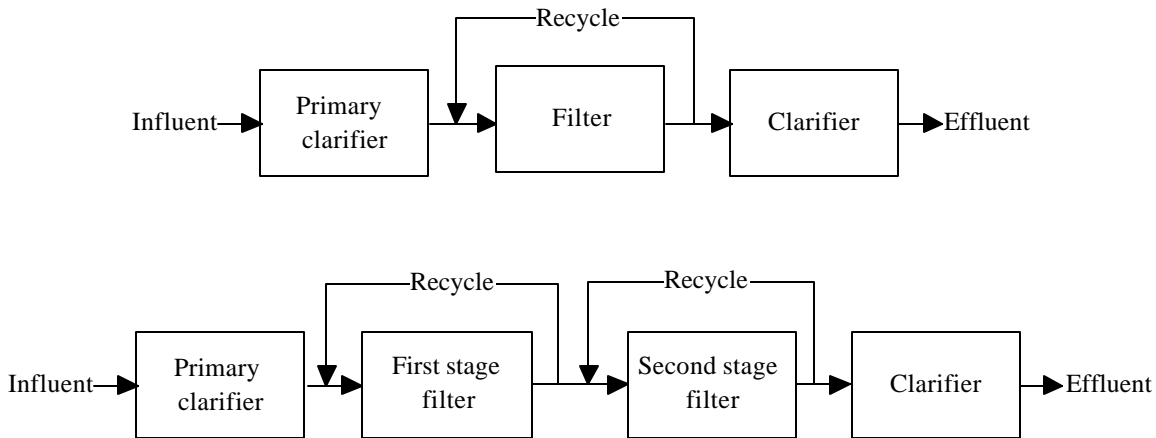 Recycle
Influent
Primary
clarifier
Filter
Clarifier
Effluent
Recycle
Recycle
Influent
Primary
clarifier
First stage
filter
Second stage
filter
Clarifier
Effluent